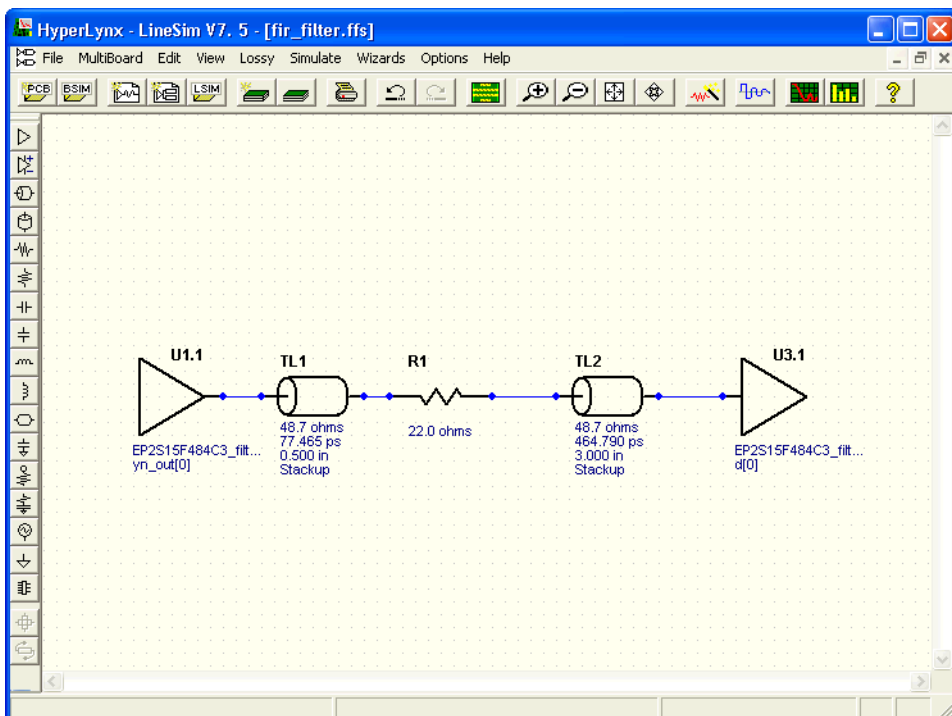 HyperLynx - LineSim V7. 5 - [fir_filter.ffs]
File MultiBoard Edit View Lossy Simulate Wizards Options Help
PCB BSIM LSIM ?
U1.1 TL1 R1 TL2 U3.1
48.7 ohms 22.0 ohms 48.7 ohms
77.465 ps 464.790 ps
EP2S15F484C3_filt... 0.500 in 3.000 in EP2S15F484C3_filt...
yn_out[0] Stackup Stackup d[0]